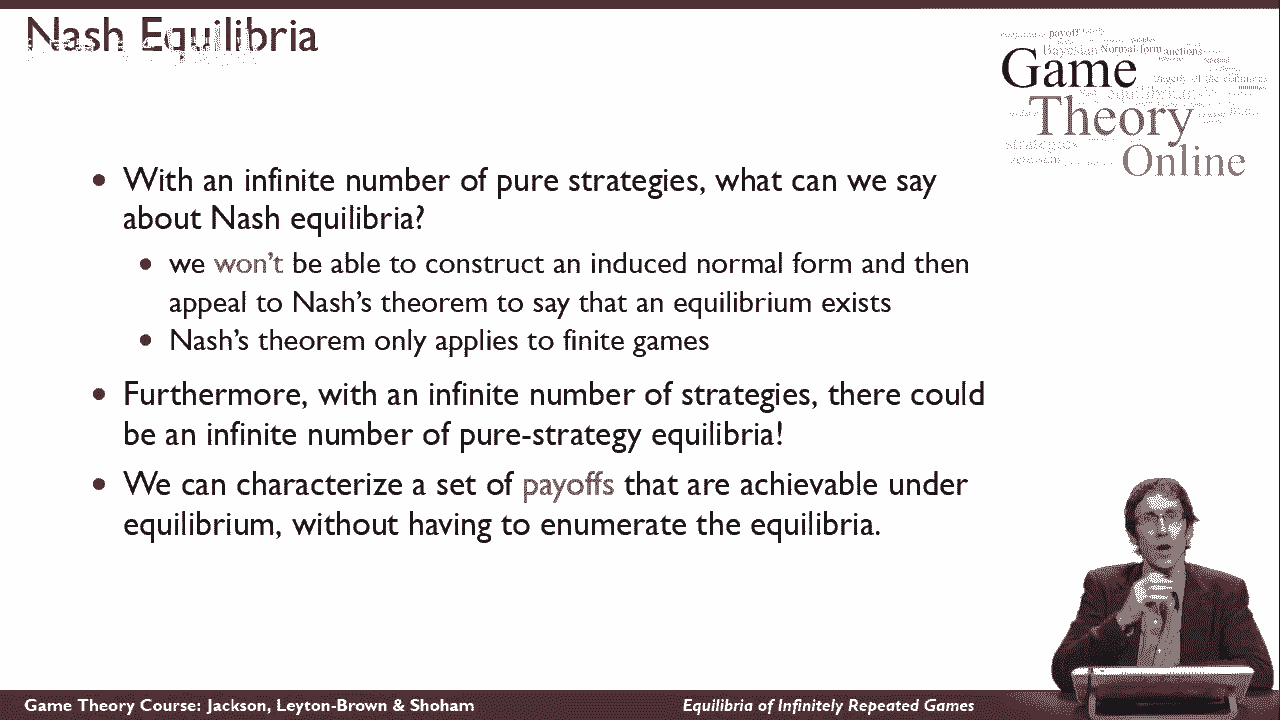 Nash Equilibria
Game
Theory
Online
• With an infinite number of pure strategies, what can we say
about Nash equilibria?
• we won't be able to construct an induced normal form and then
appeal to Nash's theorem to say that an equilibrium exists
• Nash's theorem only applies to finite games
• Furthermore, with an infinite number of strategies, there could
be an infinite number of pure-strategy equilibria!
• We can characterize a set of payoffs that are achievable under
equilibrium, without having to enumerate the equilibria.
Game Theory Course: Jackson, Leyton-Brown & Shoham
Equilibria of Infinitely Repeated Games